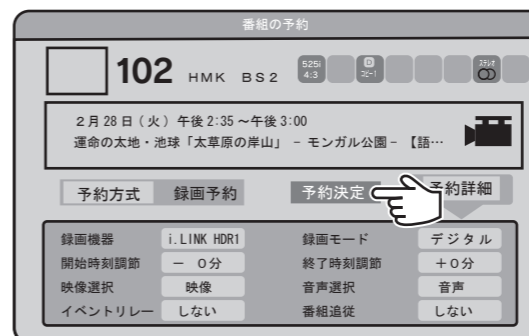 番組の予約
102 HMK BS2 525i 4:3 D コピー1 ステレオ
2月28日(火)午後2:35~午後3:00
運命の太地・池球「太草原の岸山」 - モンガル公園 - 【語…
予約方式 録画予約 予約決定 予約詳細
録画機器 i.LINK HDR1 録画モード デジタル
開始時刻調節 - 0分 終了時刻調節 +0分
映像選択 映像 音声選択 音声
イベントリレー しない 番組追従 しない